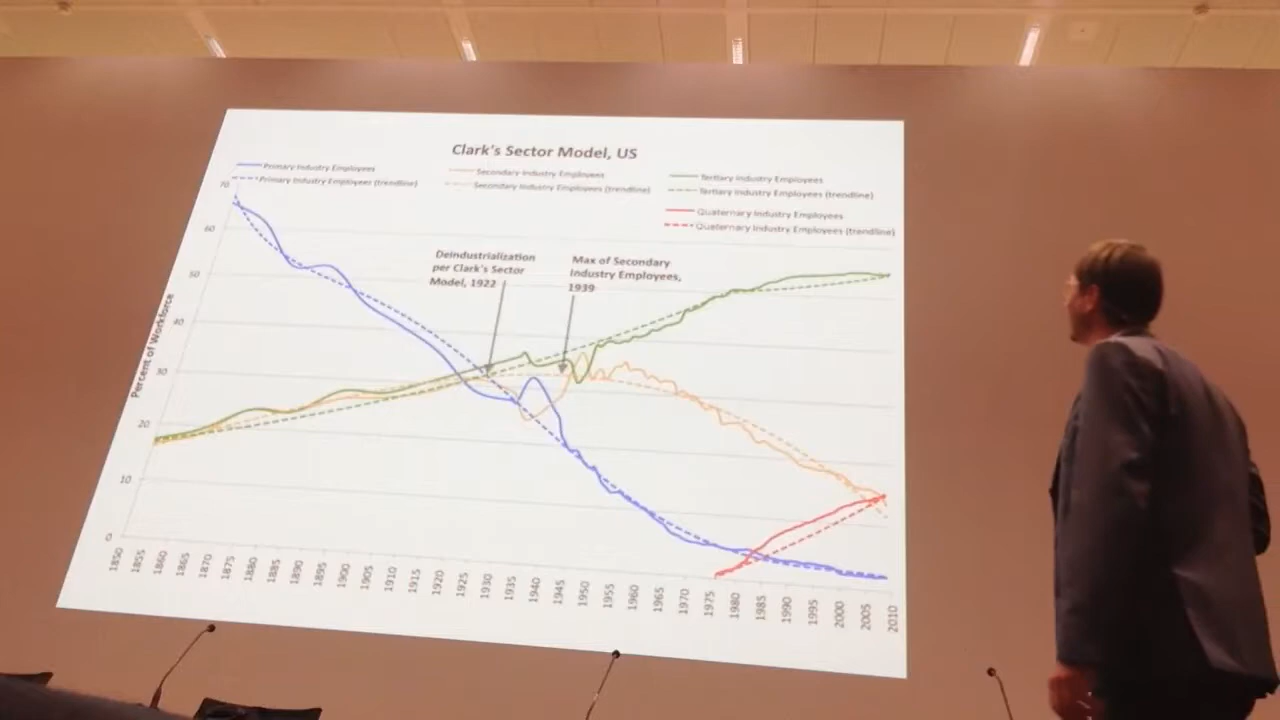 Clark's Sector Model, US
Primary Industry Employees
Primary Industry Employees (trendline)
Secondary Industry Employees
Secondary Industry Employees (trendline)
Tertiary Industry Employees
Tertiary Industry Employees (trendline)
Quaternary Industry Employees
Quaternary Industry Employees (trendline)
Deindustrialization
per Clark's Sector
Model, 1922
Max of Secondary
Industry Employees,
1939
Percent of Workforce
70
60
50
40
30
20
10
0
1850 1855 1860 1865 1870 1875 1880 1885 1890 1895 1900 1905 1910 1915 1920 1925 1930 1935 1940 1945 1950 1955 1960 1965 1970 1975 1980 1985 1990 1995 2000 2005 2010